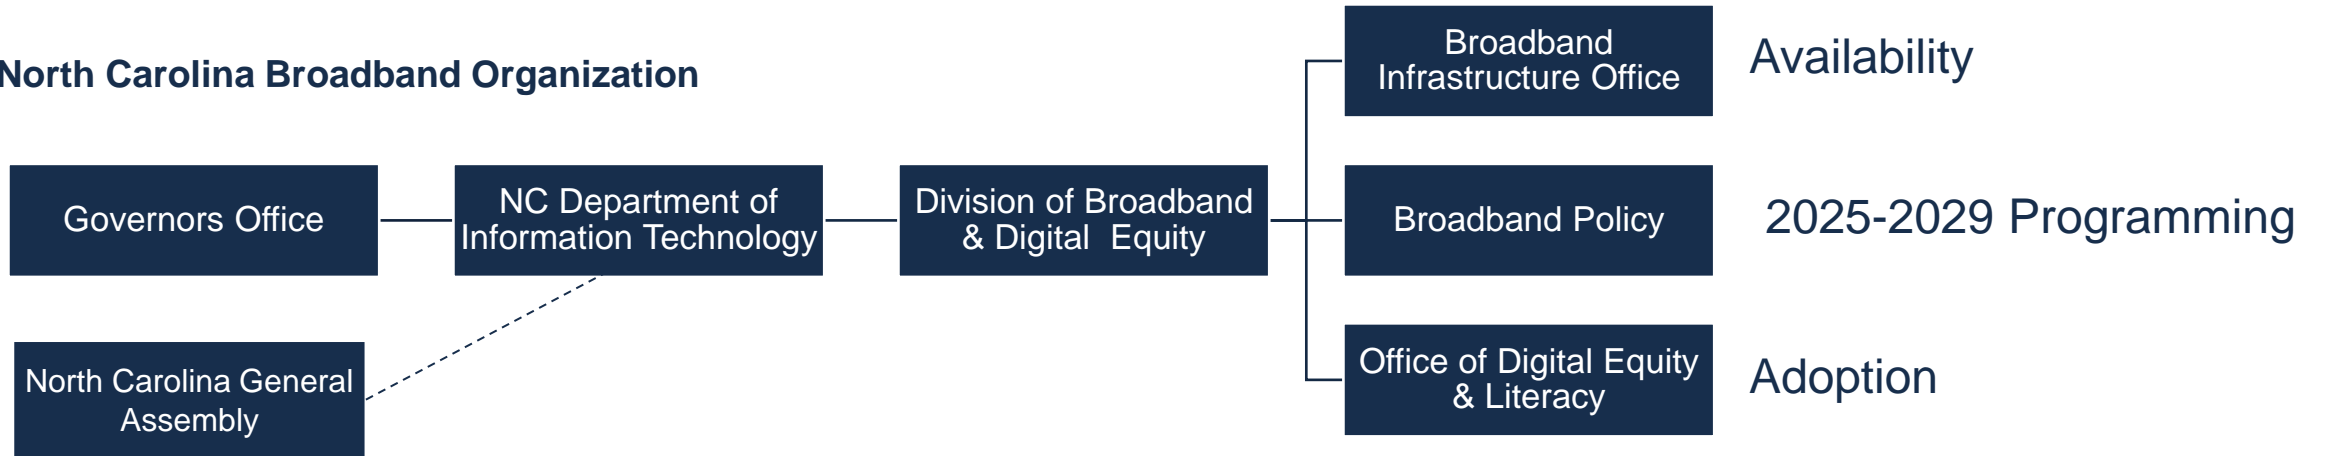 North Carolina Broadband Organization
Governors Office
North Carolina General
Assembly
NC Department of
Information Technology
Division of Broadband
& Digital  Equity
Broadband
Infrastructure Office
Availability
Broadband Policy
2025-2029 Programming
Office of Digital Equity
& Literacy
Adoption